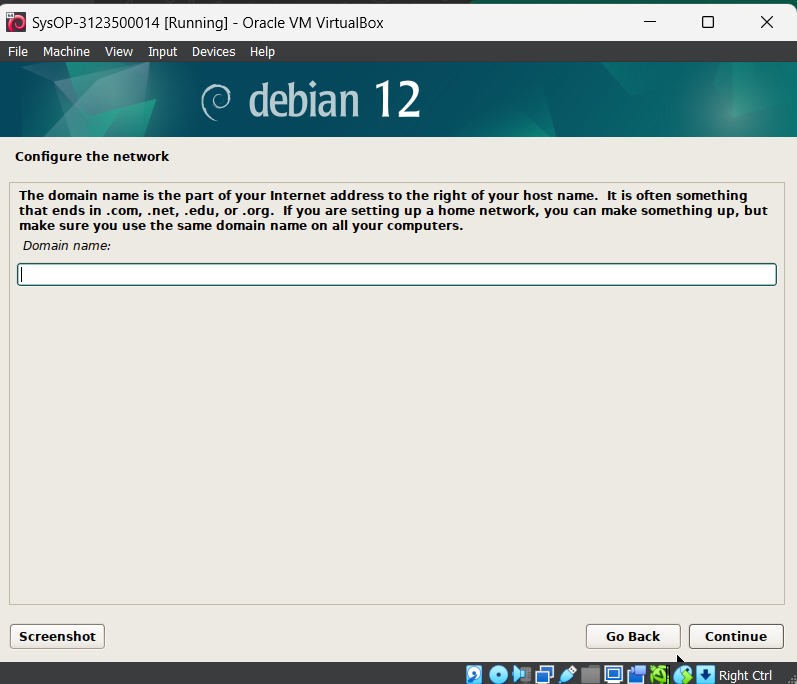 SysOP-3123500014 [Running] - Oracle VM VirtualBox
File Machine View Input Devices Help
debian 12
Configure the network
The domain name is the part of your Internet address to the right of your host name.  It is often something
that ends in .com, .net, .edu, or .org.  If you are setting up a home network, you can make something up, but
make sure you use the same domain name on all your computers.
Domain name:
Screenshot Go Back Continue
Right Ctrl